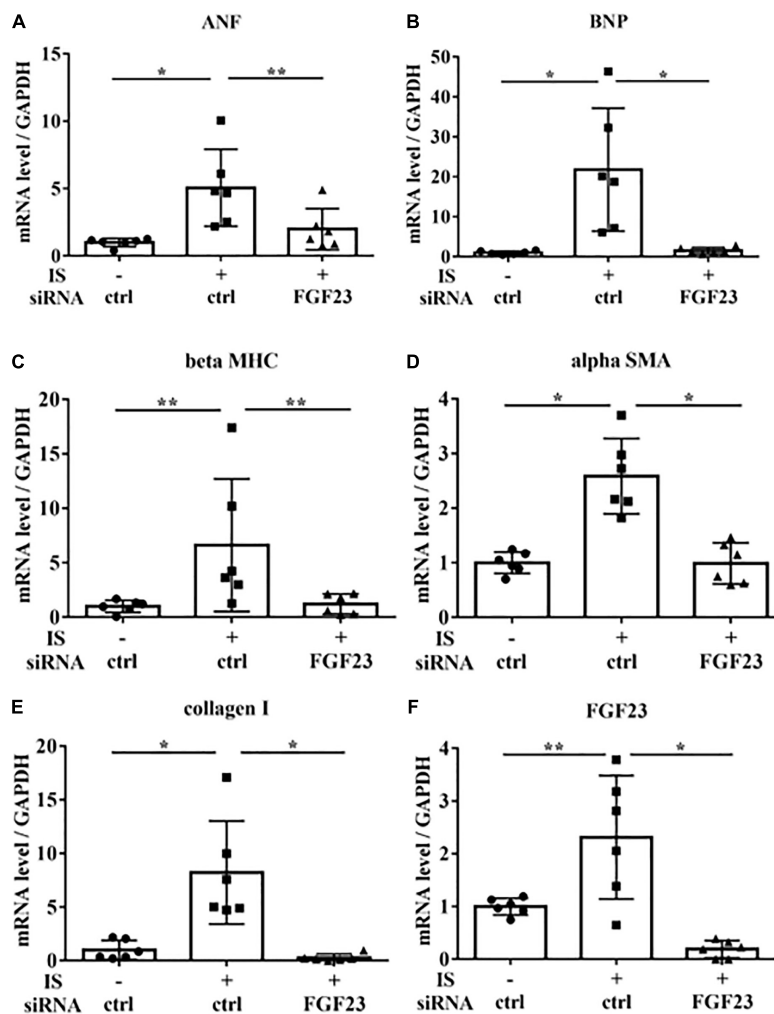 A
ANF
* **
mRNA level / GAPDH
15
10
5
0
IS - + +
siRNA ctrl ctrl FGF23
B
BNP
* *
mRNA level / GAPDH
50
40
30
20
10
0
IS - + +
siRNA ctrl ctrl FGF23
C
beta MHC
** **
mRNA level / GAPDH
20
15
10
5
0
IS - + +
siRNA ctrl ctrl FGF23
D
alpha SMA
* *
mRNA level / GAPDH
4
3
2
1
0
IS - + +
siRNA ctrl ctrl FGF23
E
collagen I
* *
mRNA level / GAPDH
20
15
10
5
0
IS - + +
siRNA ctrl ctrl FGF23
F
FGF23
** *
mRNA level / GAPDH
4
3
2
1
0
IS - + +
siRNA ctrl ctrl FGF23